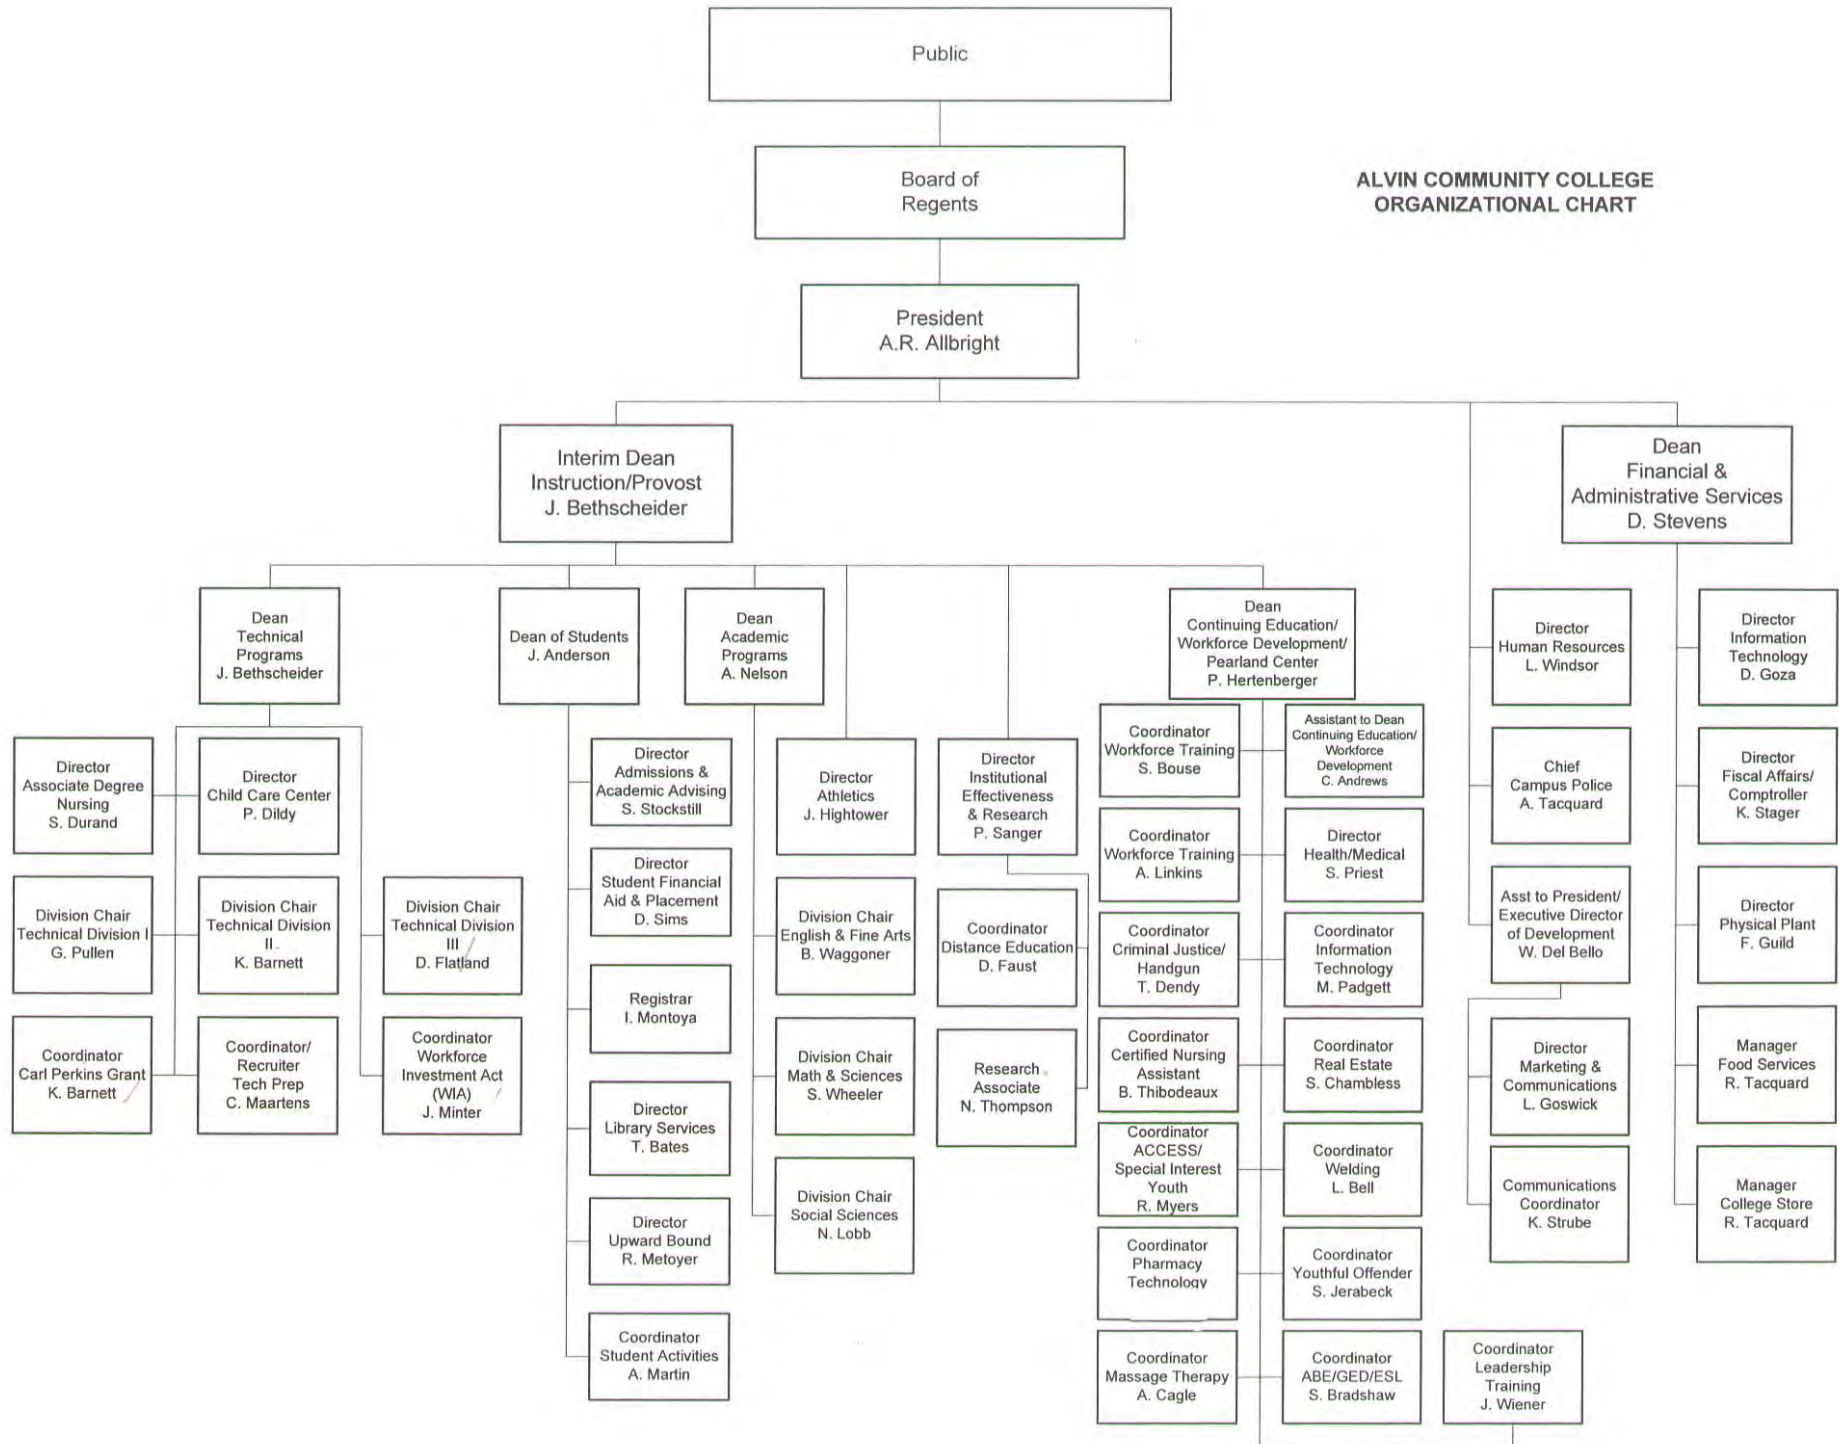 Public
Board of
Regents
ALVIN COMMUNITY COLLEGE
ORGANIZATIONAL CHART
President
A.R. Allbright
Interim Dean
Instruction/Provost
J. Bethscheider
Dean
Financial &
Administrative Services
D. Stevens
Dean
Technical
Programs
J. Bethscheider
Dean of Students
J. Anderson
Dean
Academic
Programs
A. Nelson
Dean
Continuing Education/
Workforce Development/
Pearland Center
P. Hertenberger
Director
Human Resources
L. Windsor
Director
Information
Technology
D. Goza
Director
Associate Degree
Nursing
S. Durand
Director
Child Care Center
P. Dildy
Division Chair
Technical Division I
G. Pullen
Division Chair
Technical Division
II
K. Barnett
Division Chair
Technical Division
III
D. Flatland
Coordinator
Carl Perkins Grant
K. Barnett
Coordinator/
Recruiter
Tech Prep
C. Maartens
Coordinator
Workforce
Investment Act
(WIA)
J. Minter
Director
Admissions &
Academic Advising
S. Stockstill
Director
Student Financial
Aid & Placement
D. Sims
Registrar
I. Montoya
Director
Library Services
T. Bates
Director
Upward Bound
R. Metoyer
Coordinator
Student Activities
A. Martin
Director
Athletics
J. Hightower
Division Chair
English & Fine Arts
B. Waggoner
Division Chair
Math & Sciences
S. Wheeler
Division Chair
Social Sciences
N. Lobb
Director
Institutional
Effectiveness
& Research
P. Sanger
Coordinator
Distance Education
D. Faust
Research
Associate
N. Thompson
Coordinator
Workforce Training
S. Bouse
Assistant to Dean
Continuing Education/
Workforce
Development
C. Andrews
Coordinator
Workforce Training
A. Linkins
Director
Health/Medical
S. Priest
Coordinator
Criminal Justice/
Handgun
T. Dendy
Coordinator
Information
Technology
M. Padgett
Coordinator
Certified Nursing
Assistant
B. Thibodeaux
Coordinator
Real Estate
S. Chambless
Coordinator
ACCESS/
Special Interest
Youth
R. Myers
Coordinator
Welding
L. Bell
Coordinator
Pharmacy
Technology
Coordinator
Youthful Offender
S. Jerabeck
Coordinator
Massage Therapy
A. Cagle
Coordinator
ABE/GED/ESL
S. Bradshaw
Coordinator
Leadership
Training
J. Wiener
Chief
Campus Police
A. Tacquard
Asst to President/
Executive Director
of Development
W. Del Bello
Director
Marketing &
Communications
L. Goswick
Communications
Coordinator
K. Strube
Director
Fiscal Affairs/
Comptroller
K. Stager
Director
Physical Plant
F. Guild
Manager
Food Services
R. Tacquard
Manager
College Store
R. Tacquard